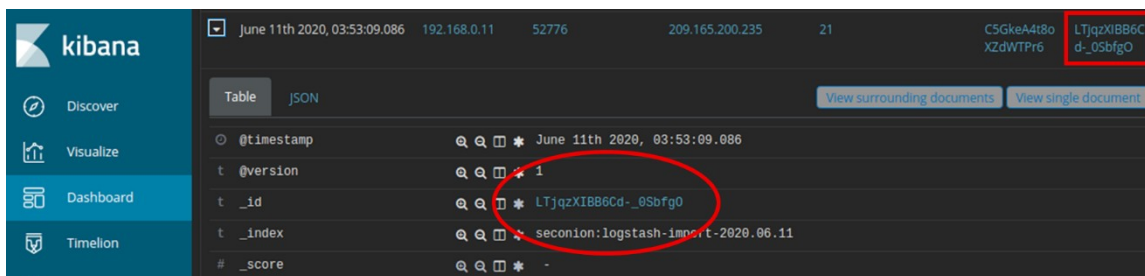 kibana
Discover
Visualize
Dashboard
Timelion
June 11th 2020, 03:53:09.086 192.168.0.11 52776 209.165.200.235 21 C5GkeA4t8o LTjqzXIBB6C
XZdWTPr6 d-_0SbfgO
Table JSON View surrounding documents View single document
@timestamp June 11th 2020, 03:53:09.086
t @version 1
t _id LTjqzXIBB6Cd-_0SbfgO
t _index seconion:logstash-import-2020.06.11
# _score -